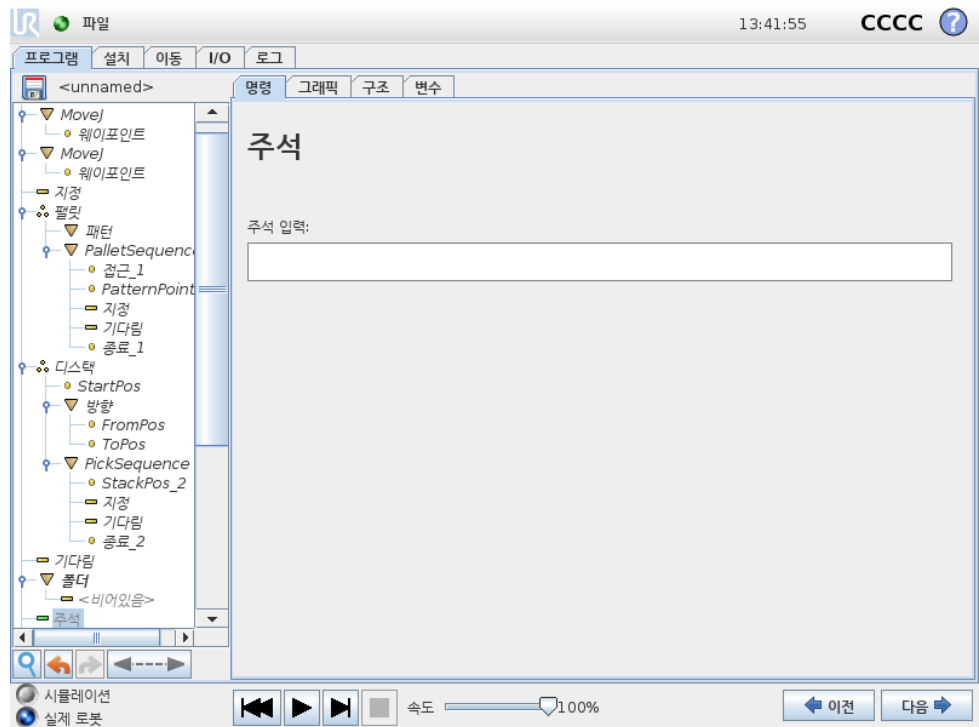 UR
파일
13:41:55
CCCC
?
프로그램
설치
이동
I/O
로그
<unnamed>
명령
그래픽
구조
변수
MoveJ
웨이포인트
MoveJ
웨이포인트
지정
팔릿
패턴
PalletSequenc
접근_1
PatternPoint
지정
기다림
종료_1
디스택
StartPos
방향
FromPos
ToPos
PickSequence
StackPos_2
지정
기다림
종료_2
기다림
폴더
<비어있음>
주석
주석
주석 입력:
시뮬레이션
실제 로봇
속도
100%
이전
다음